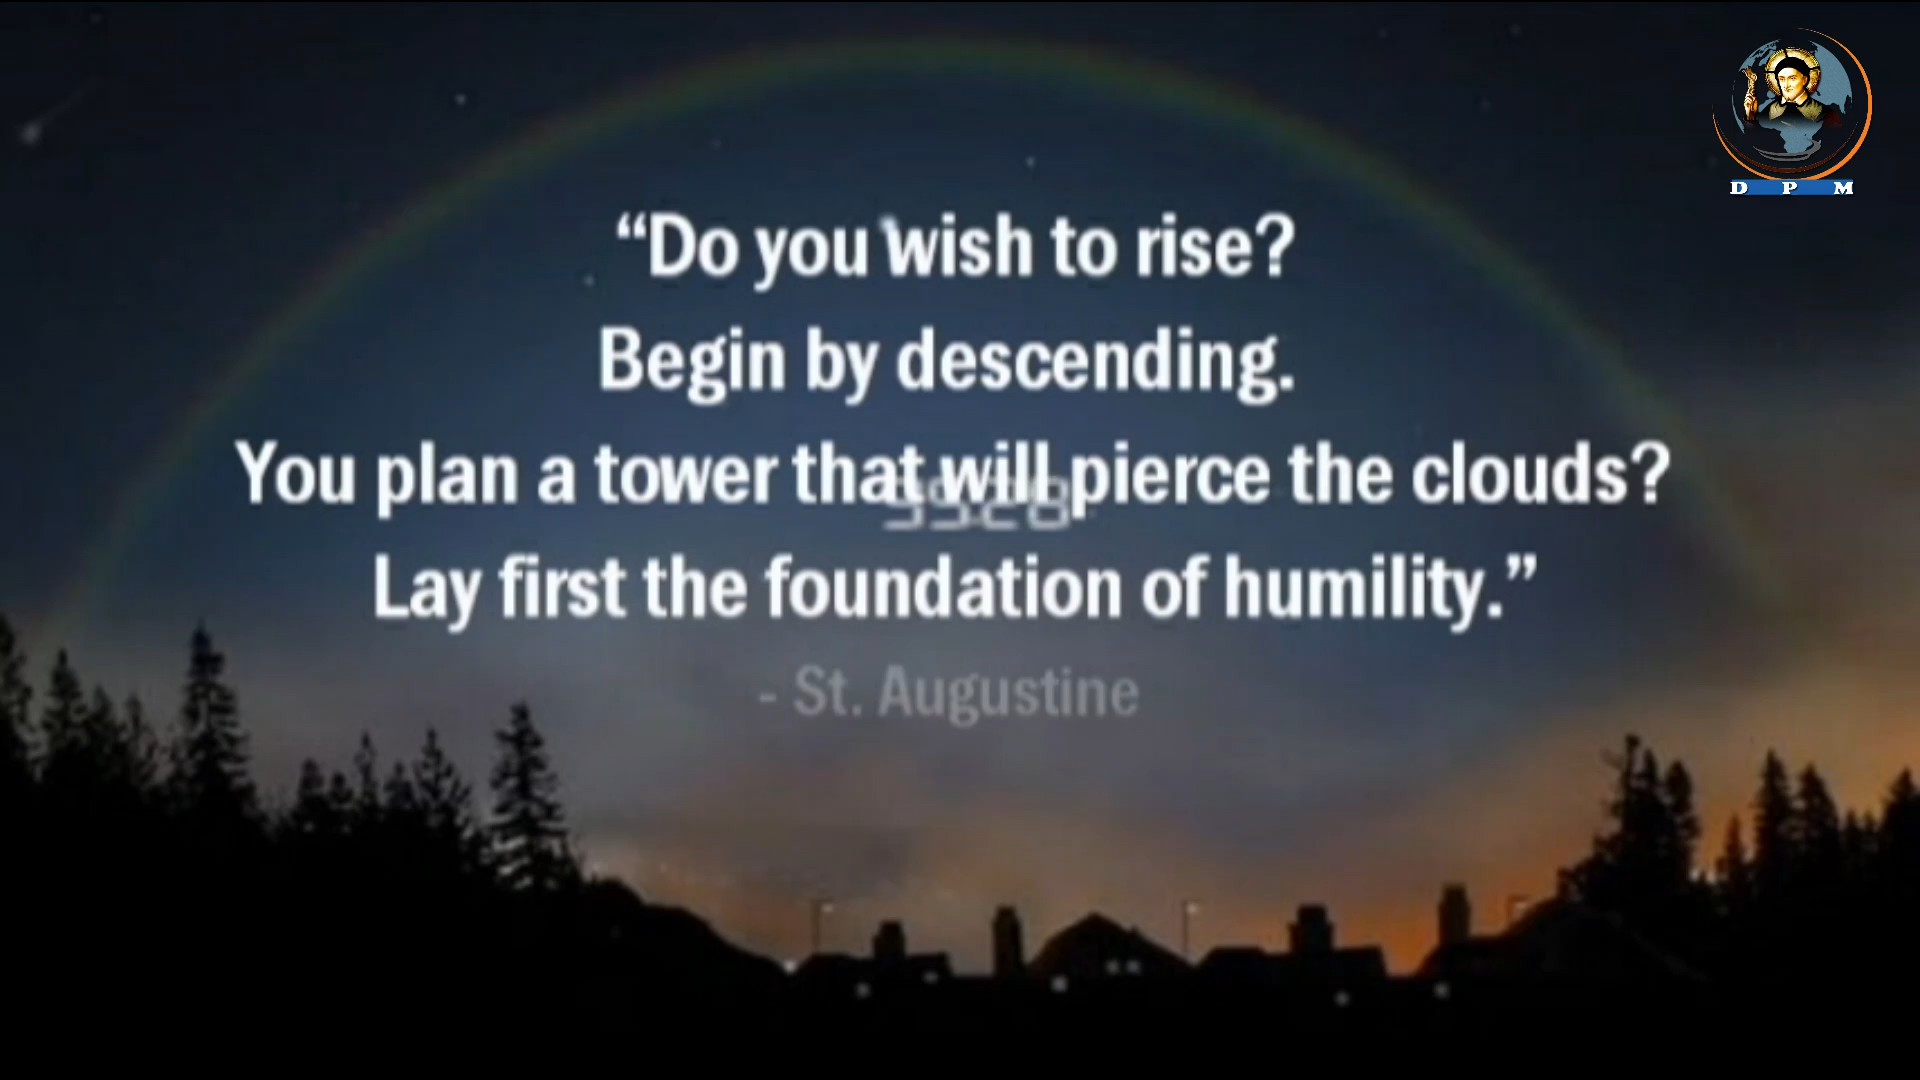 “Do you wish to rise?
Begin by descending.
You plan a tower that will pierce the clouds?
Lay first the foundation of humility.”
- St. Augustine
D P M